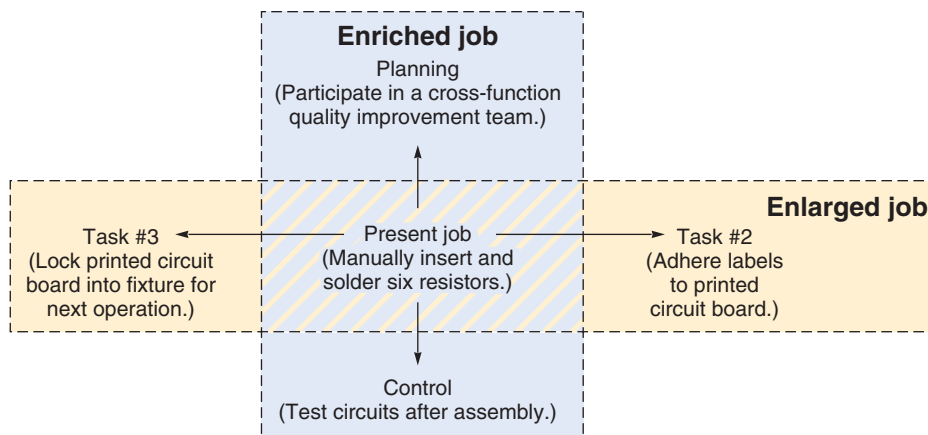 Enriched job
Planning
(Participate in a cross-function
quality improvement team.)
Enlarged job
Task #3
(Lock printed circuit
board into fixture for
next operation.)
Present job
(Manually insert and
solder six resistors.)
Task #2
(Adhere labels
to printed
circuit board.)
Control
(Test circuits after assembly.)